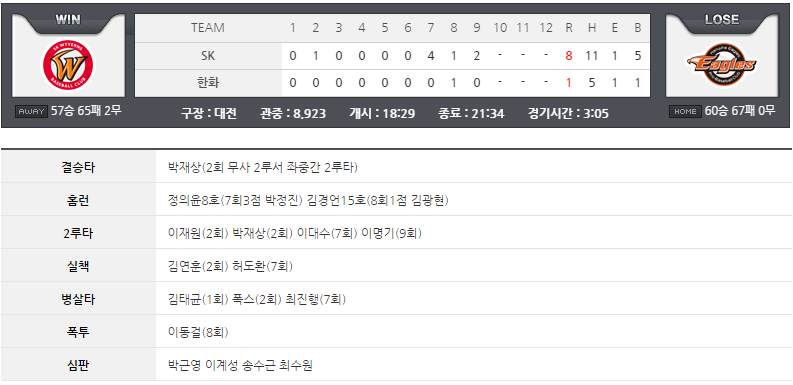 WIN
SK WYVERNS
W
BASEBALL CLUB
AWAY 57승 65패 2무
TEAM 1 2 3 4 5 6 7 8 9 10 11 12 R H E B
SK 0 1 0 0 0 0 4 1 2 - - - 8 11 1 5
한화 0 0 0 0 0 0 0 1 0 - - - 1 5 1 1
구장 : 대전 관중 : 8,923 개시 : 18:29 종료 : 21:34 경기시간 : 3:05
LOSE
Eagles
HOME 60승 67패 0무
결승타 박재상(2회 무사 2루서 좌중간 2루타)
홈런 정의윤8호(7회3점 박정진) 김경언15호(8회1점 김광현)
2루타 이재원(2회) 박재상(2회) 이대수(7회) 이명기(9회)
실책 김연훈(2회) 허도환(7회)
병살타 김태균(1회) 폭스(2회) 최진행(7회)
폭투 이동걸(8회)
심판 박근영 이계성 송수근 최수원